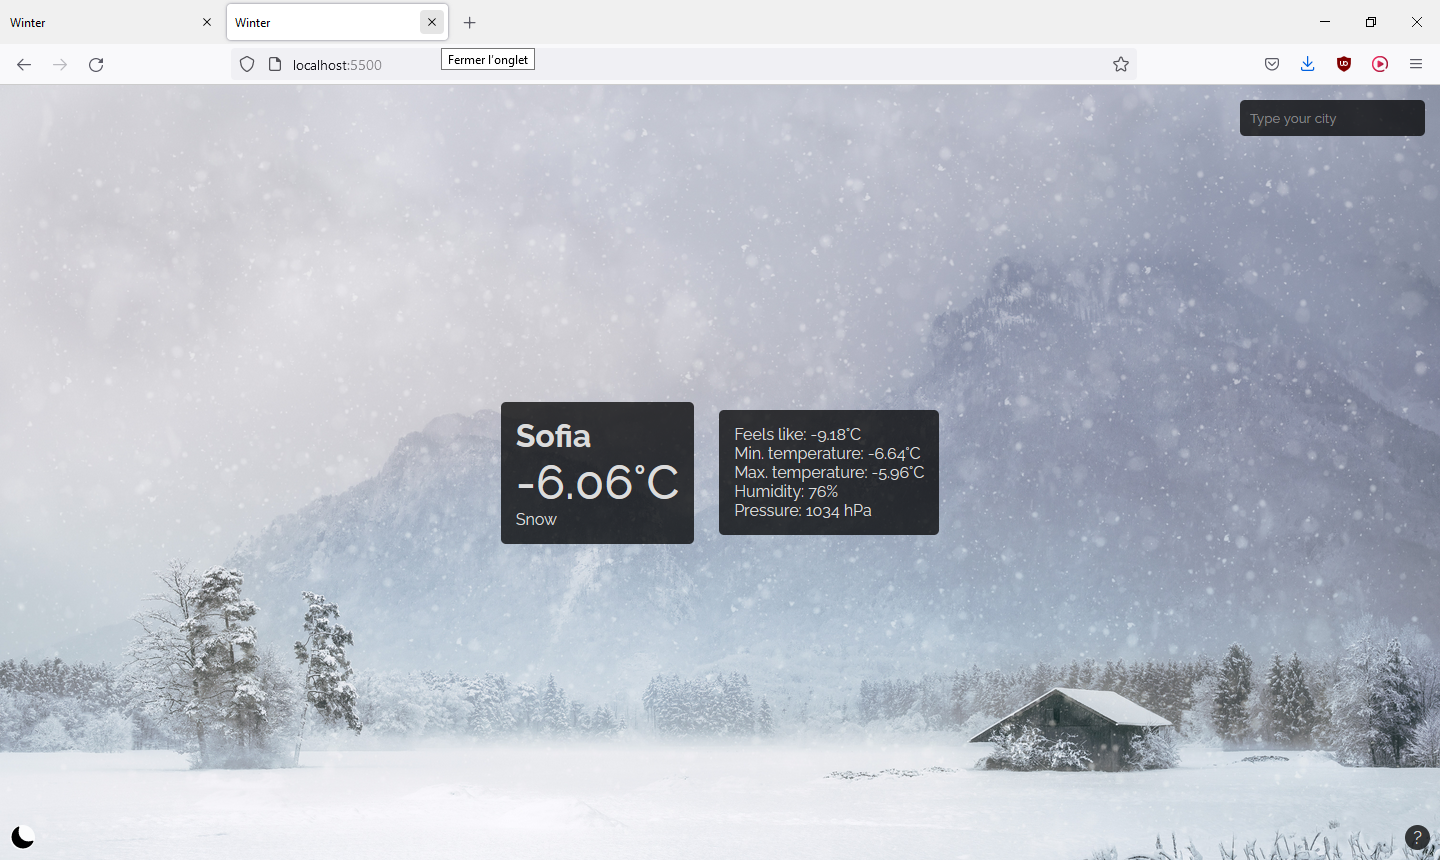 Winter
Winter
Fermer l'onglet
localhost:5500
Type your city
Sofia
-6.06°C
Snow
Feels like: -9.18°C
Min. temperature: -6.64°C
Max. temperature: -5.96°C
Humidity: 76%
Pressure: 1034 hPa
?